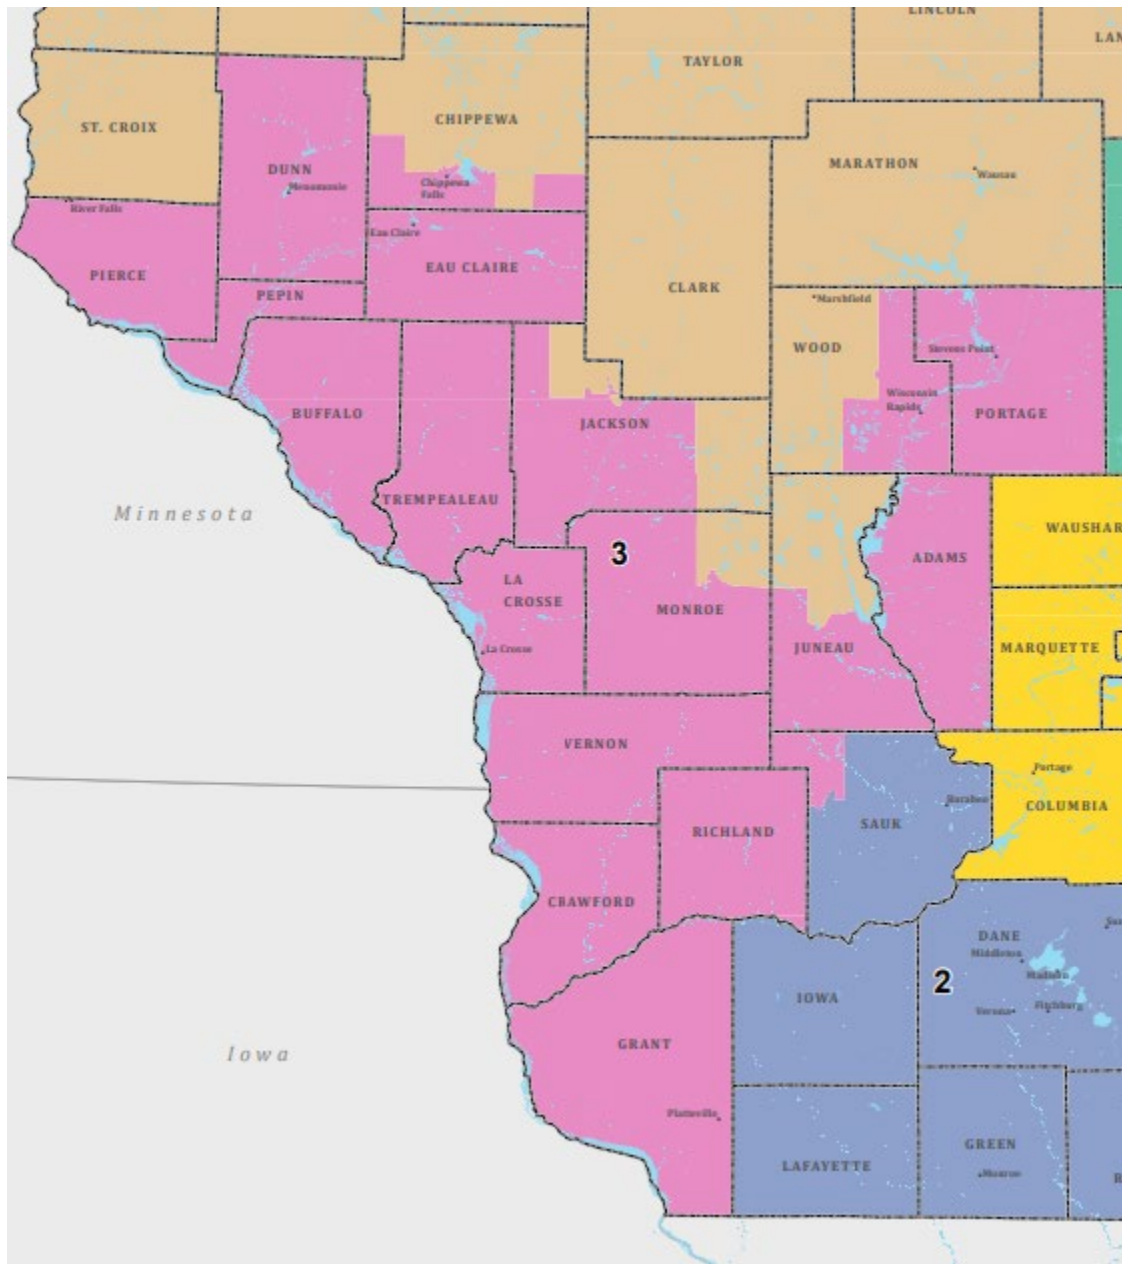 LINCOLN
LAN
TAYLOR
ST. CROIX
CHIPPEWA
MARATHON
DUNN
Menomonie
Chippewa
Falls
Wausau
River Falls
Eau Claire
PIERCE
EAU CLAIRE
PEPIN
CLARK
Marshfield
WOOD
Stevens Point
Wisconsin
Rapids
BUFFALO
JACKSON
PORTAGE
TREMPEALEAU
Minnesota
WAUSHAR
3
ADAMS
LA
CROSSE
MONROE
La Crosse
JUNEAU
MARQUETTE
VERNON
Portage
Baraboo
COLUMBIA
RICHLAND
SAUK
CRAWFORD
DANE
Middleton
Madison
2
IOWA
Verona
Fitchburg
Iowa
GRANT
Platteville
GREEN
LAFAYETTE
Monroe
R